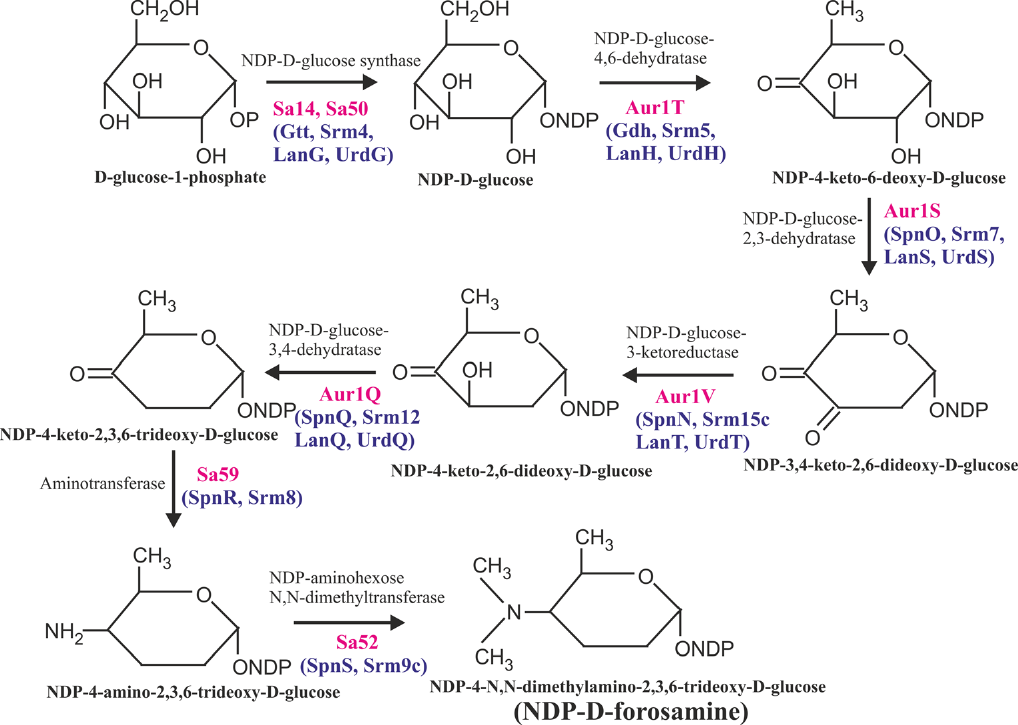 CH2OH
O
OH
OH
OP
OH
D-glucose-1-phosphate
NDP-D-glucose synthase
Sa14, Sa50
(Gtt, Srm4,
LanG, UrdG)
CH2OH
O
OH
OH
ONDP
OH
NDP-D-glucose
NDP-D-glucose-
4,6-dehydratase
Aur1T
(Gdh, Srm5,
LanH, UrdH)
CH3
O
O
OH
ONDP
OH
NDP-4-keto-6-deoxy-D-glucose
NDP-D-glucose-
2,3-dehydratase
Aur1S
(SpnO, Srm7,
LanS, UrdS)
CH3
O
O
O
ONDP
NDP-3,4-keto-2,6-dideoxy-D-glucose
NDP-D-glucose-
3-ketoreductase
Aur1V
(SpnN, Srm15c
LanT, UrdT)
CH3
O
O
OH
ONDP
NDP-4-keto-2,6-dideoxy-D-glucose
NDP-D-glucose-
3,4-dehydratase
Aur1Q
(SpnQ, Srm12
LanQ, UrdQ)
CH3
O
O
ONDP
NDP-4-keto-2,3,6-trideoxy-D-glucose
Aminotransferase
Sa59
(SpnR, Srm8)
CH3
O
NH2
ONDP
NDP-4-amino-2,3,6-trideoxy-D-glucose
NDP-aminohexose
N,N-dimethyltransferase
Sa52
(SpnS, Srm9c)
CH3
CH3
O
N
CH3
ONDP
NDP-4-N,N-dimethylamino-2,3,6-trideoxy-D-glucose
(NDP-D-forosamine)